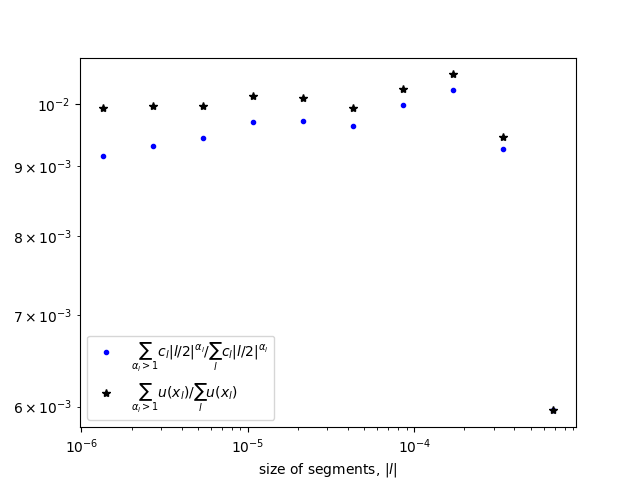 10⁻²
9 × 10⁻³
8 × 10⁻³
7 × 10⁻³
6 × 10⁻³
∑_{α_l>1} c_l|l/2|^{α_l}/∑_l c_l|l/2|^{α_l}
∑_{α_l>1} u(x_l)/∑_l u(x_l)
10⁻⁶ 10⁻⁵ 10⁻⁴
size of segments, |l|